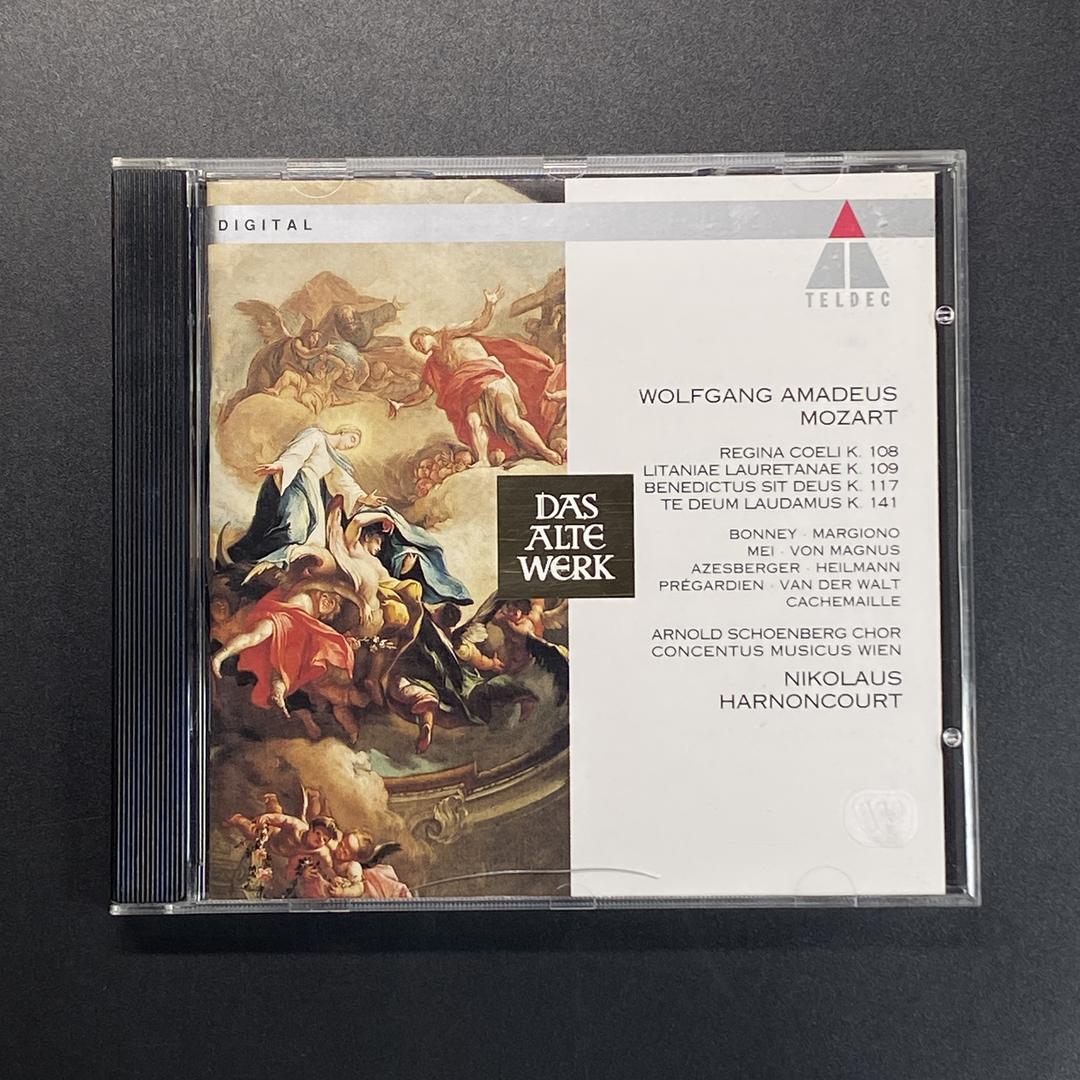 DIGITAL
TELDEC
WOLFGANG AMADEUS
MOZART
REGINA COELI K. 108
LITANIAE LAURETANAE K. 109
BENEDICTUS SIT DEUS K. 117
TE DEUM LAUDAMUS K. 141
DAS
ALTE
WERK
BONNEY · MARGIONO
MEI · VON MAGNUS
AZESBERGER · HEILMANN
PRÉGARDIEN · VAN DER WALT
CACHEMAILLE
ARNOLD SCHOENBERG CHOR
CONCENTUS MUSICUS WIEN
NIKOLAUS
HARNONCOURT